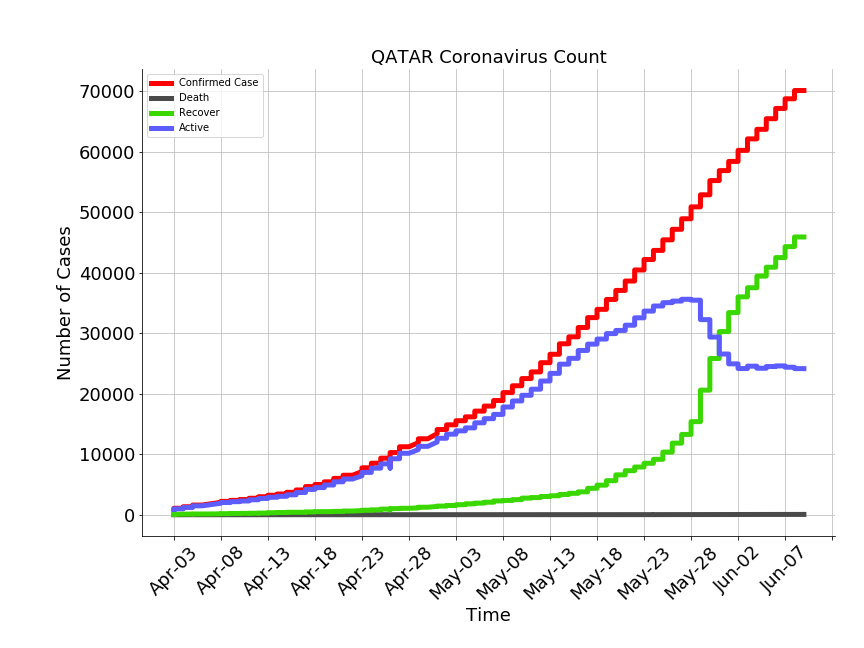 QATAR Coronavirus Count
Confirmed Case
Death
Recover
Active
Number of Cases
70000
60000
50000
40000
30000
20000
10000
0
Apr-03
Apr-08
Apr-13
Apr-18
Apr-23
Apr-28
May-03
May-08
May-13
May-18
May-23
May-28
Jun-02
Jun-07
Time